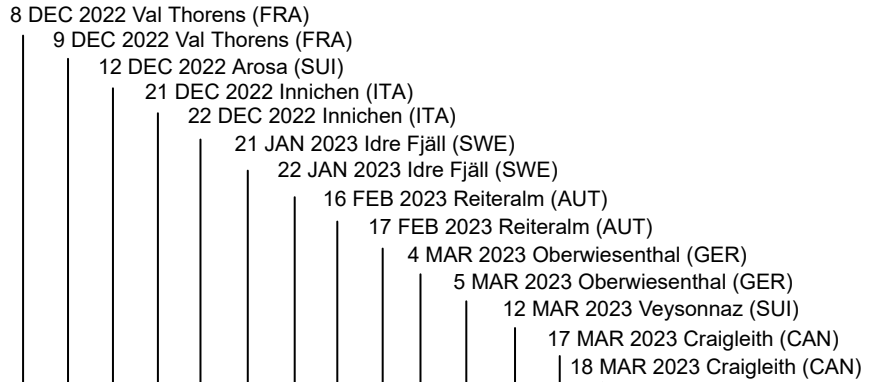 8 DEC 2022 Val Thorens (FRA)
9 DEC 2022 Val Thorens (FRA)
12 DEC 2022 Arosa (SUI)
21 DEC 2022 Innichen (ITA)
22 DEC 2022 Innichen (ITA)
21 JAN 2023 Idre Fjäll (SWE)
22 JAN 2023 Idre Fjäll (SWE)
16 FEB 2023 Reiteralm (AUT)
17 FEB 2023 Reiteralm (AUT)
4 MAR 2023 Oberwiesenthal (GER)
5 MAR 2023 Oberwiesenthal (GER)
12 MAR 2023 Veysonnaz (SUI)
17 MAR 2023 Craigleith (CAN)
18 MAR 2023 Craigleith (CAN)